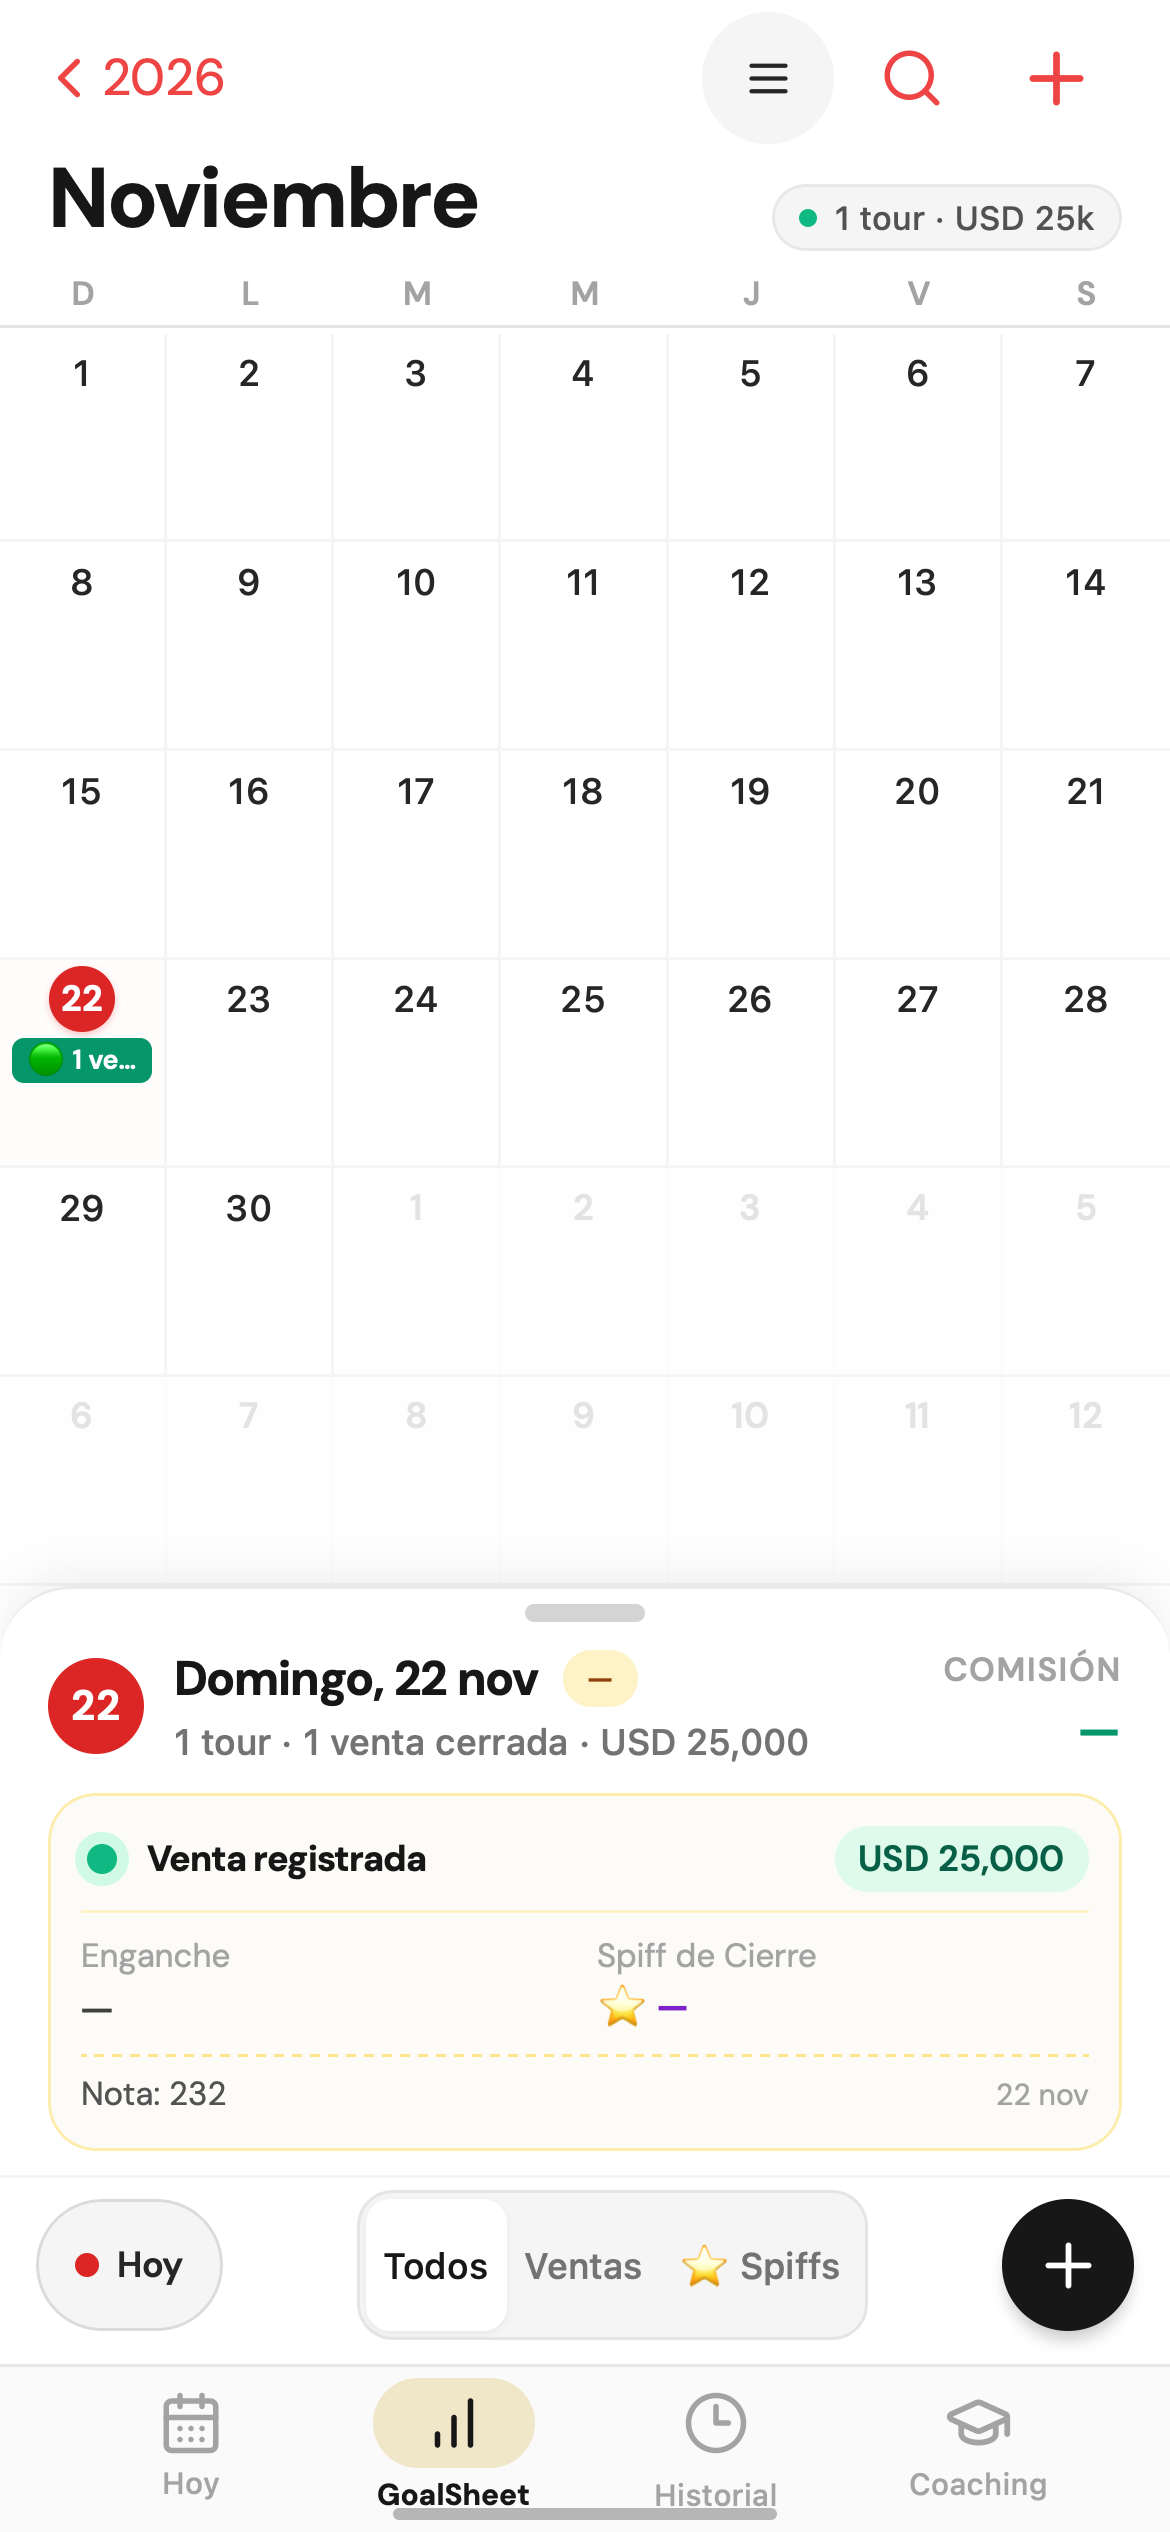 2026
Noviembre
1 tour · USD 25k
D L M M J V S
1 2 3 4 5 6 7
8 9 10 11 12 13 14
15 16 17 18 19 20 21
22 23 24 25 26 27 28
1 ve...
29 30 1 2 3 4 5
6 7 8 9 10 11 12
22
Domingo, 22 nov —
COMISIÓN
—
1 tour · 1 venta cerrada · USD 25,000
Venta registrada
USD 25,000
Enganche Spiff de Cierre
— ⭐ —
Nota: 232 22 nov
Hoy
Todos Ventas ⭐ Spiffs
Hoy GoalSheet Historial Coaching